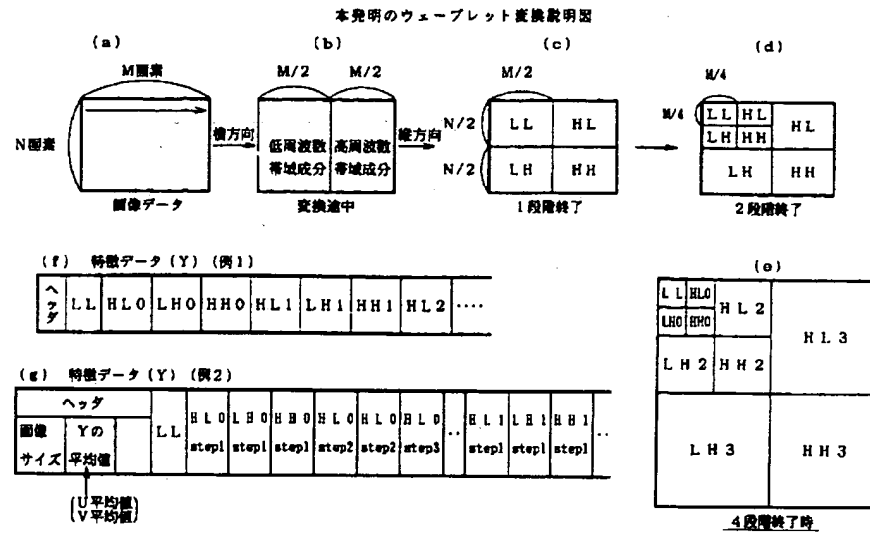 本発明のウェーブレット変換説明図
(a)
M画素
N画素
画像データ
横方向
(b)
M/2 M/2
低周波数 高周波数
帯域成分 帯域成分
変換途中
縦方向
(c)
M/2
N/2
N/2
LL HL
LH HH
1段階終了
(d)
M/4
M/4
LL HL
LH HH
HL
LH HH
2段階終了
(f) 特徴データ(Y) (例1)
ヘッダ LL HL0 LH0 HH0 HL1 LH1 HH1 HL2 ····
(g) 特徴データ(Y) (例2)
ヘッダ
画像サイズ
Yの平均値
(U平均値
V平均値)
LL
HL0 step1
LH0 step1
HH0 step1
HL0 step2
HL0 step2
HL0 step3
··
HL1 step1
LH1 step1
HH1 step1
··
(e)
LL HL0
LH0 HH0
HL2
LH2 HH2
HL3
LH3 HH3
4段階終了時